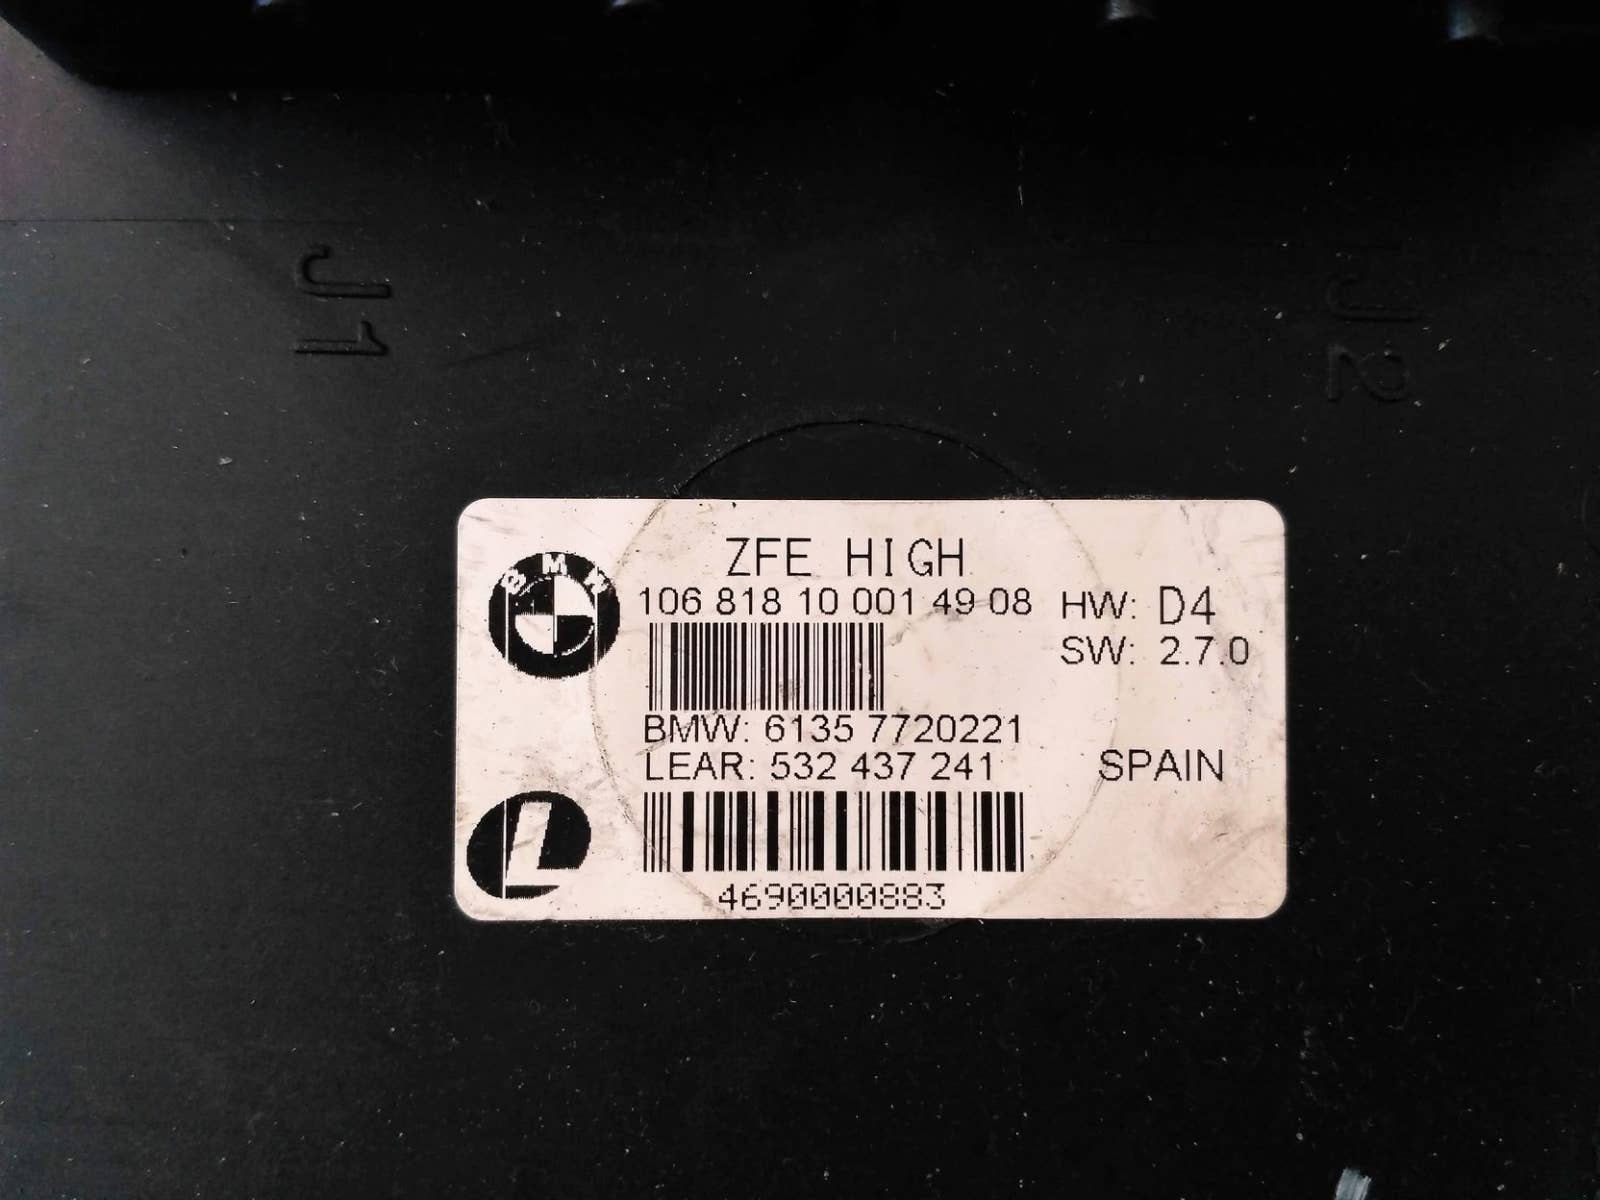 J1
J2
ZFE HIGH
BMW
106 818 10 001 49 08
HW: D4
SW: 2.7.0
BMW: 6135 7720221
LEAR: 532 437 241
SPAIN
L
4690000883